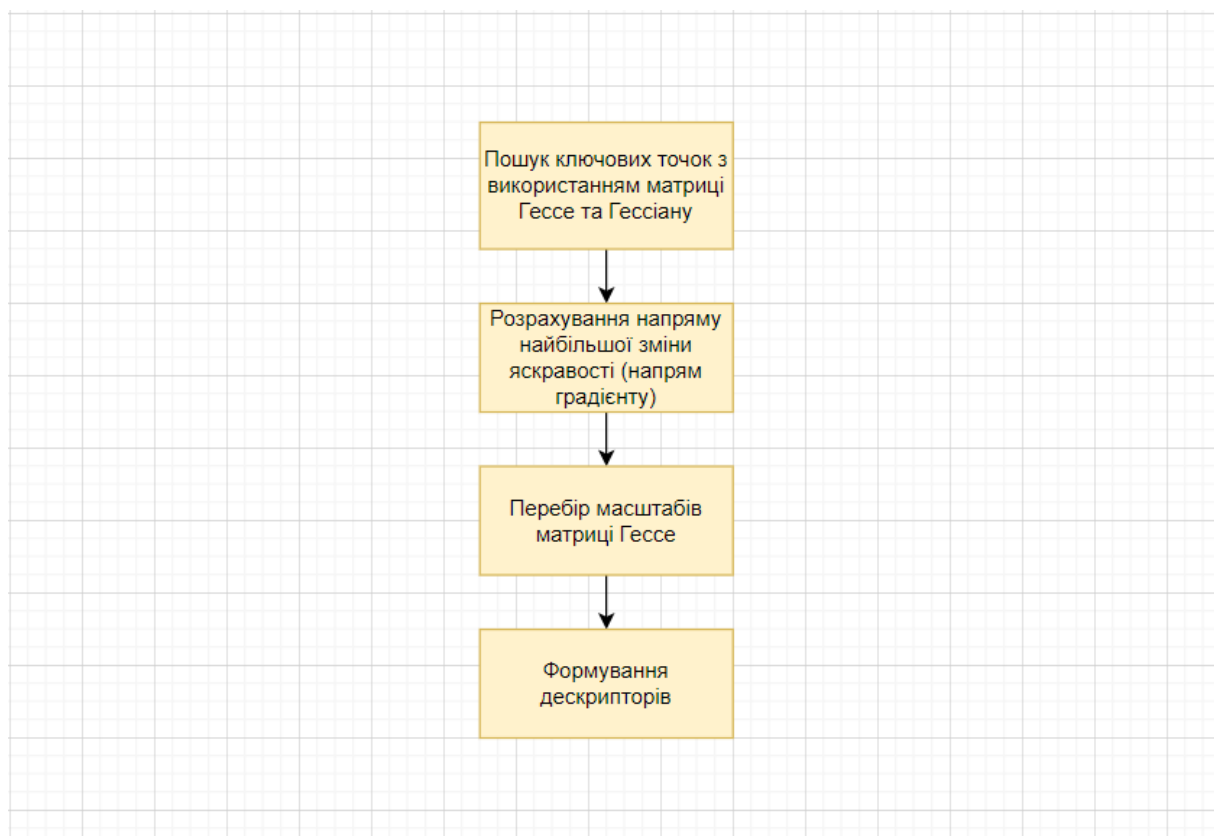 Пошук ключових точок з
використанням матриці
Гессе та Гессіану
Розрахування напряму
найбільшої зміни
яскравості (напрям
градієнту)
Перебір масштабів
матриці Гессе
Формування
дескрипторів